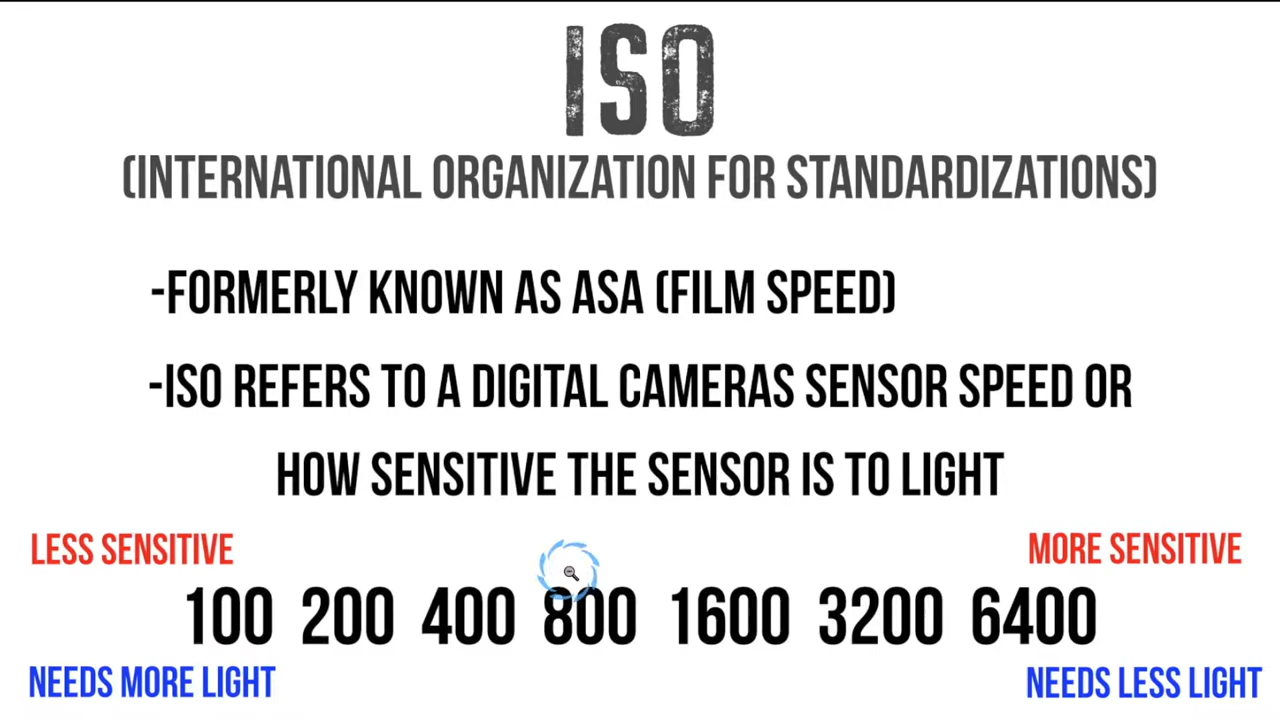 ISO
(INTERNATIONAL ORGANIZATION FOR STANDARDIZATIONS)
-FORMERLY KNOWN AS ASA (FILM SPEED)
-ISO REFERS TO A DIGITAL CAMERAS SENSOR SPEED OR
HOW SENSITIVE THE SENSOR IS TO LIGHT
LESS SENSITIVE MORE SENSITIVE
100 200 400 800 1600 3200 6400
NEEDS MORE LIGHT NEEDS LESS LIGHT